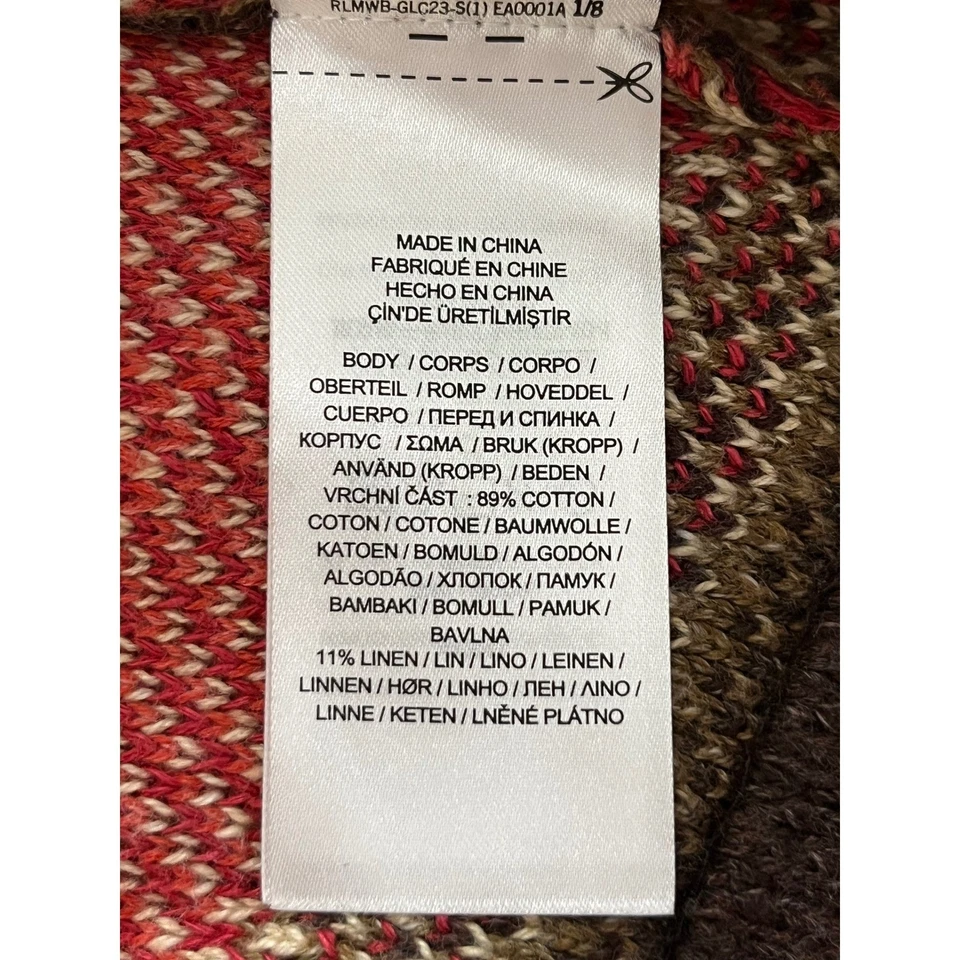 RLMWB-GLC23-S(1) EA0001A 1/8
MADE IN CHINA
FABRIQUÉ EN CHINE
HECHO EN CHINA
ÇİN'DE ÜRETİLMİŞTİR
BODY / CORPS / CORPO /
OBERTEIL / ROMP / HOVEDDEL /
CUERPO / ПЕРЕД И СПИНКА /
КОРПУС / ΣΩΜΑ / BRUK (KROPP) /
ANVÄND (KROPP) / BEDEN /
VRCHNÍ ČÁST : 89% COTTON /
COTON / COTONE / BAUMWOLLE /
KATOEN / BOMULD / ALGODÓN /
ALGODÃO / ХЛОПОК / ПАМУК /
ΒΑΜΒΑΚΙ / BOMULL / PAMUK /
BAVLNA
11% LINEN / LIN / LINO / LEINEN /
LINNEN / HØR / LINHO / ЛЕН / ΛΙΝΟ /
LINNE / KETEN / LNĚNÉ PLÁTNO